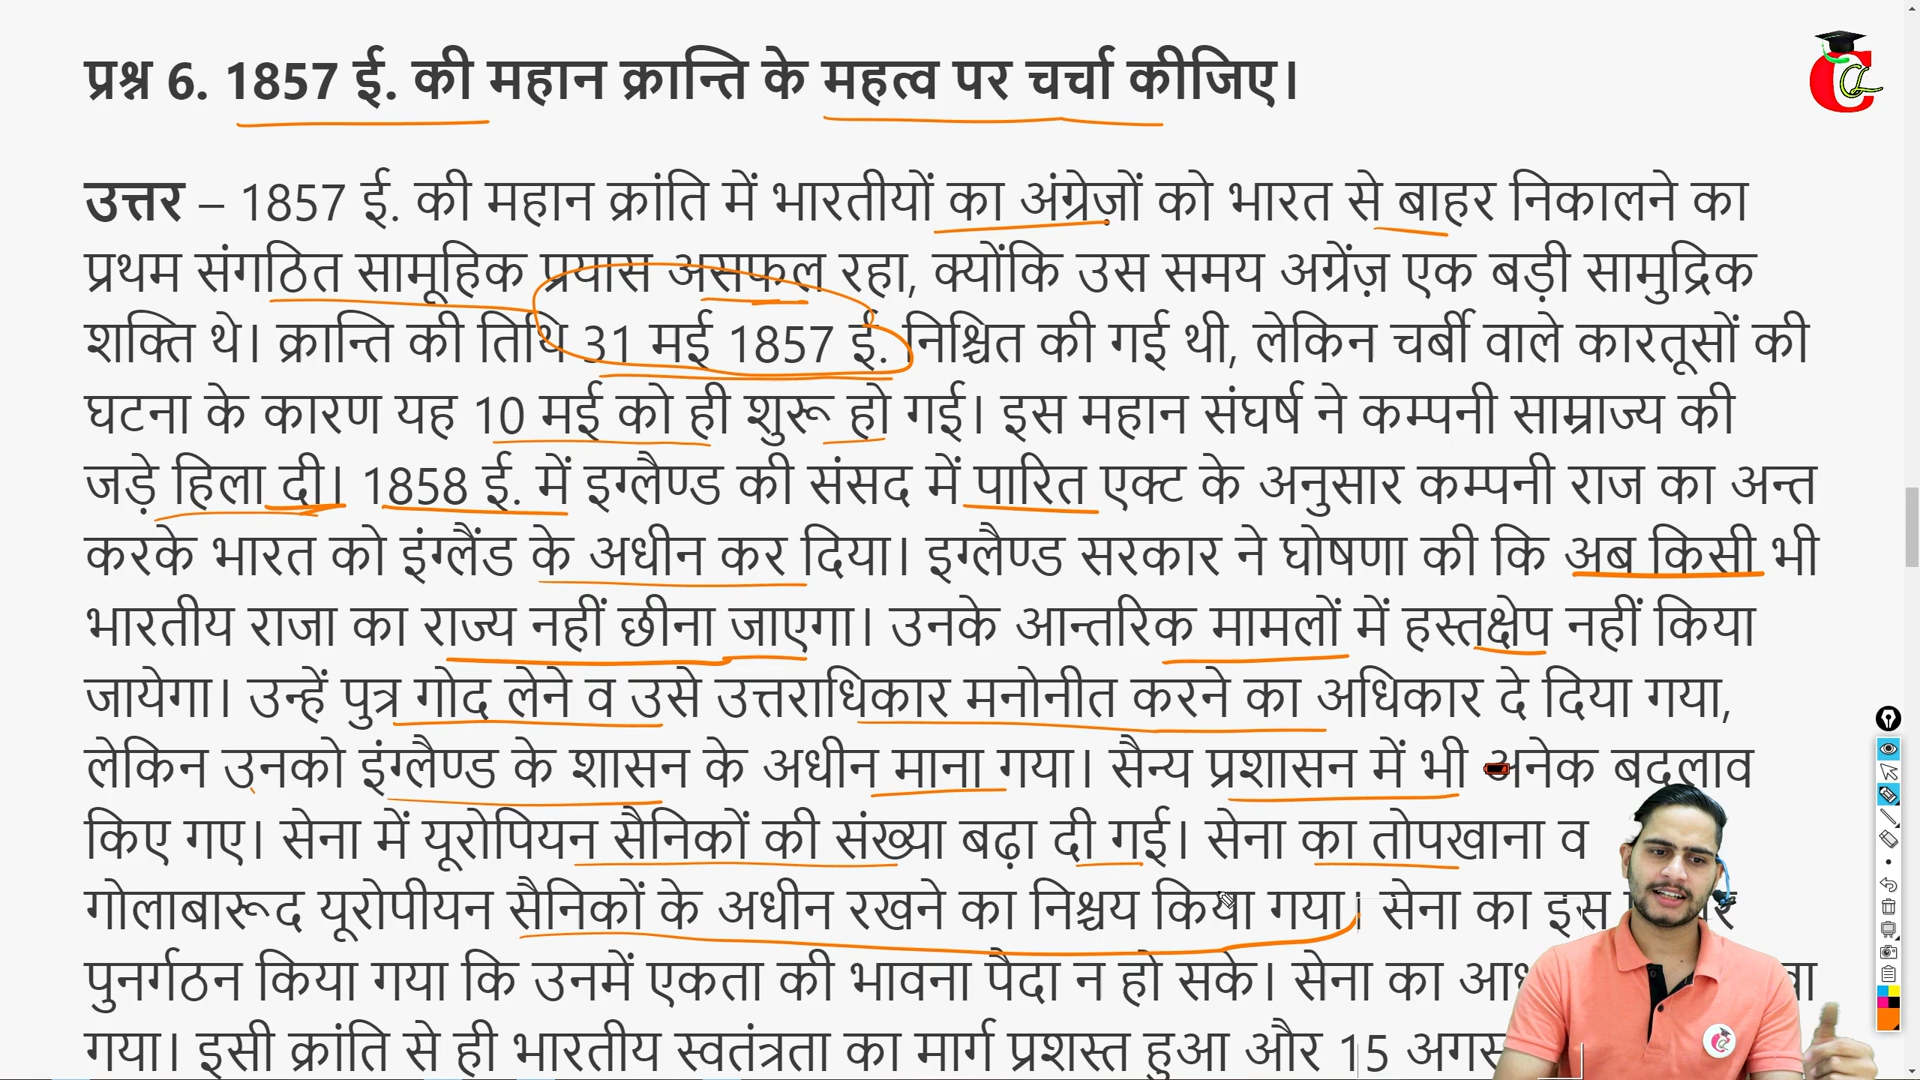 प्रश्न 6. 1857 ई. की महान क्रान्ति के महत्व पर चर्चा कीजिए।
उत्तर – 1857 ई. की महान क्रांति में भारतीयों का अंग्रेज़ों को भारत से बाहर निकालने का
प्रथम संगठित सामूहिक प्रयास असफल रहा, क्योंकि उस समय अग्रेंज़ एक बड़ी सामुद्रिक
शक्ति थे। क्रान्ति की तिथि 31 मई 1857 ई. निश्चित की गई थी, लेकिन चर्बी वाले कारतूसों की
घटना के कारण यह 10 मई को ही शुरू हो गई। इस महान संघर्ष ने कम्पनी साम्राज्य की
जड़े हिला दी। 1858 ई. में इग्लैण्ड की संसद में पारित एक्ट के अनुसार कम्पनी राज का अन्त
करके भारत को इंग्लैंड के अधीन कर दिया। इग्लैण्ड सरकार ने घोषणा की कि अब किसी भी
भारतीय राजा का राज्य नहीं छीना जाएगा। उनके आन्तरिक मामलों में हस्तक्षेप नहीं किया
जायेगा। उन्हें पुत्र गोद लेने व उसे उत्तराधिकार मनोनीत करने का अधिकार दे दिया गया,
लेकिन उनको इंग्लैण्ड के शासन के अधीन माना गया। सैन्य प्रशासन में भी अनेक बदलाव
किए गए। सेना में यूरोपियन सैनिकों की संख्या बढ़ा दी गई। सेना का तोपखाना व
गोलाबारूद यूरोपीयन सैनिकों के अधीन रखने का निश्चय किया गया। सेना का इस
पुनर्गठन किया गया कि उनमें एकता की भावना पैदा न हो सके। सेना का
गया। इसी क्रांति से ही भारतीय स्वतंत्रता का मार्ग प्रशस्त हुआ और 15